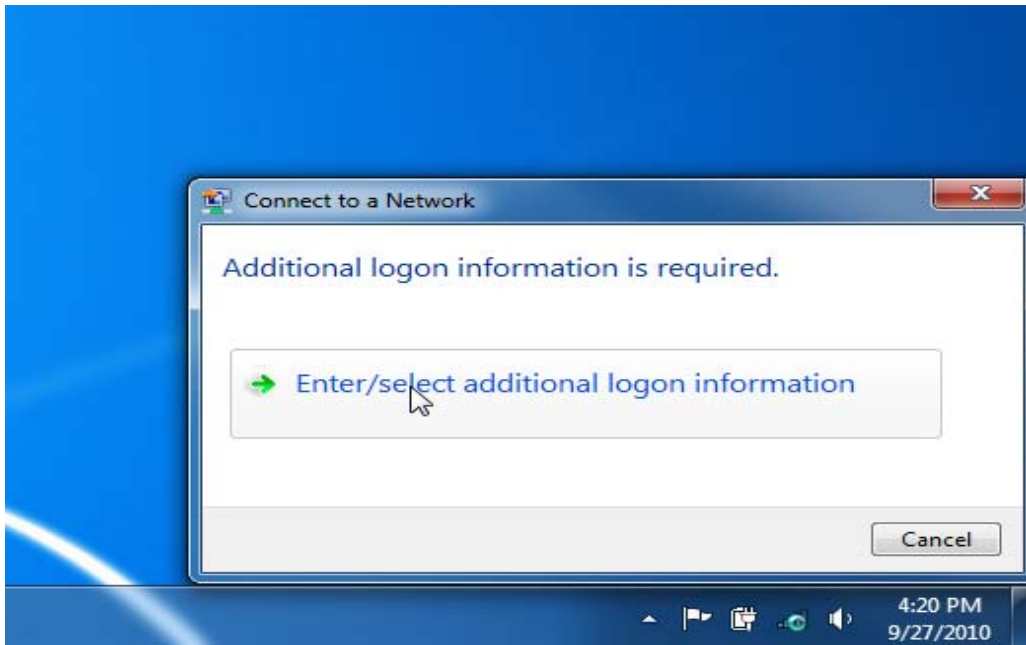 Connect to a Network
Additional logon information is required.
Enter/select additional logon information
Cancel
4:20 PM
9/27/2010